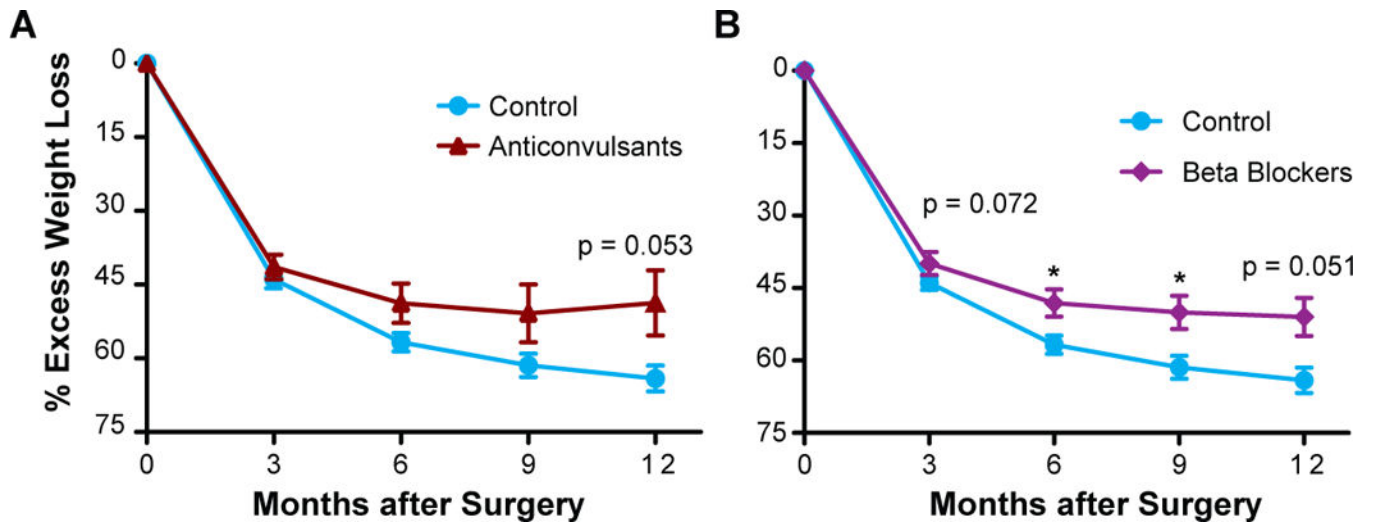 A
% Excess Weight Loss
0
15
30
45
60
75
Control
Anticonvulsants
p = 0.053
0 3 6 9 12
Months after Surgery
B
0
15
30
45
60
75
Control
Beta Blockers
p = 0.072
* *
p = 0.051
0 3 6 9 12
Months after Surgery